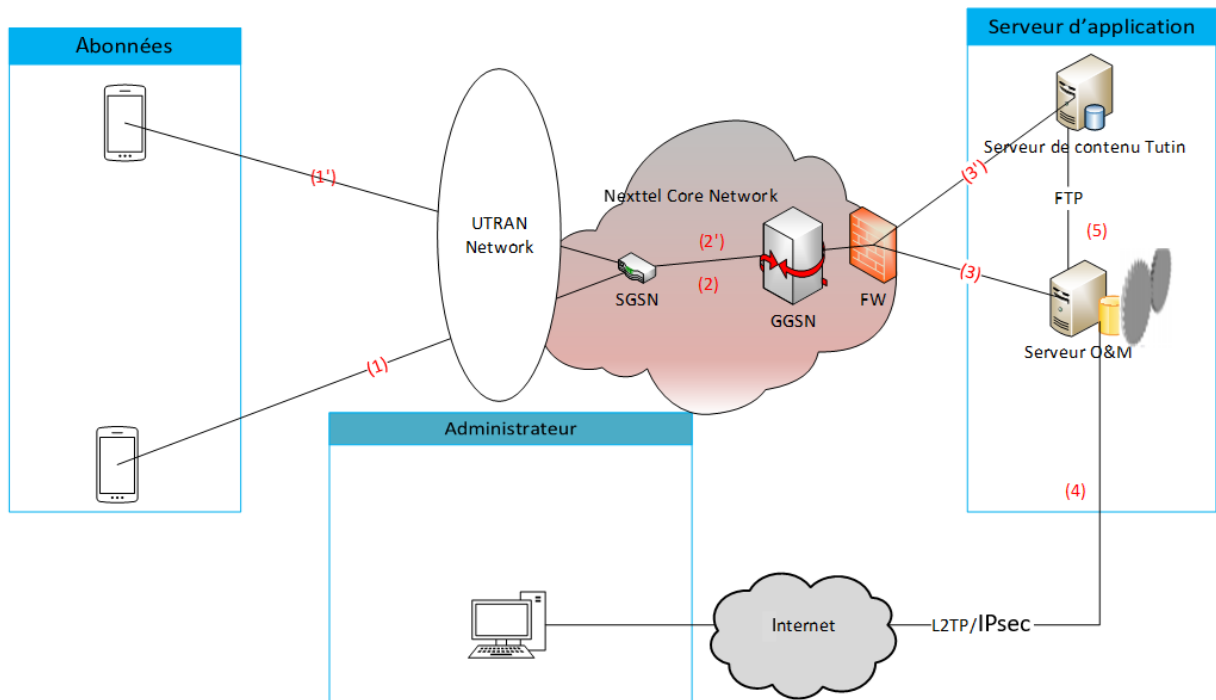 Abonnées
Serveur d'application
Serveur de contenu Tutin
(1')
(3')
Nexttel Core Network
UTRAN
Network
FTP
(2')
(5)
(2)
(3)
SGSN
FW
GGSN
Serveur O&M
(1)
Administrateur
(4)
Internet
L2TP/IPsec